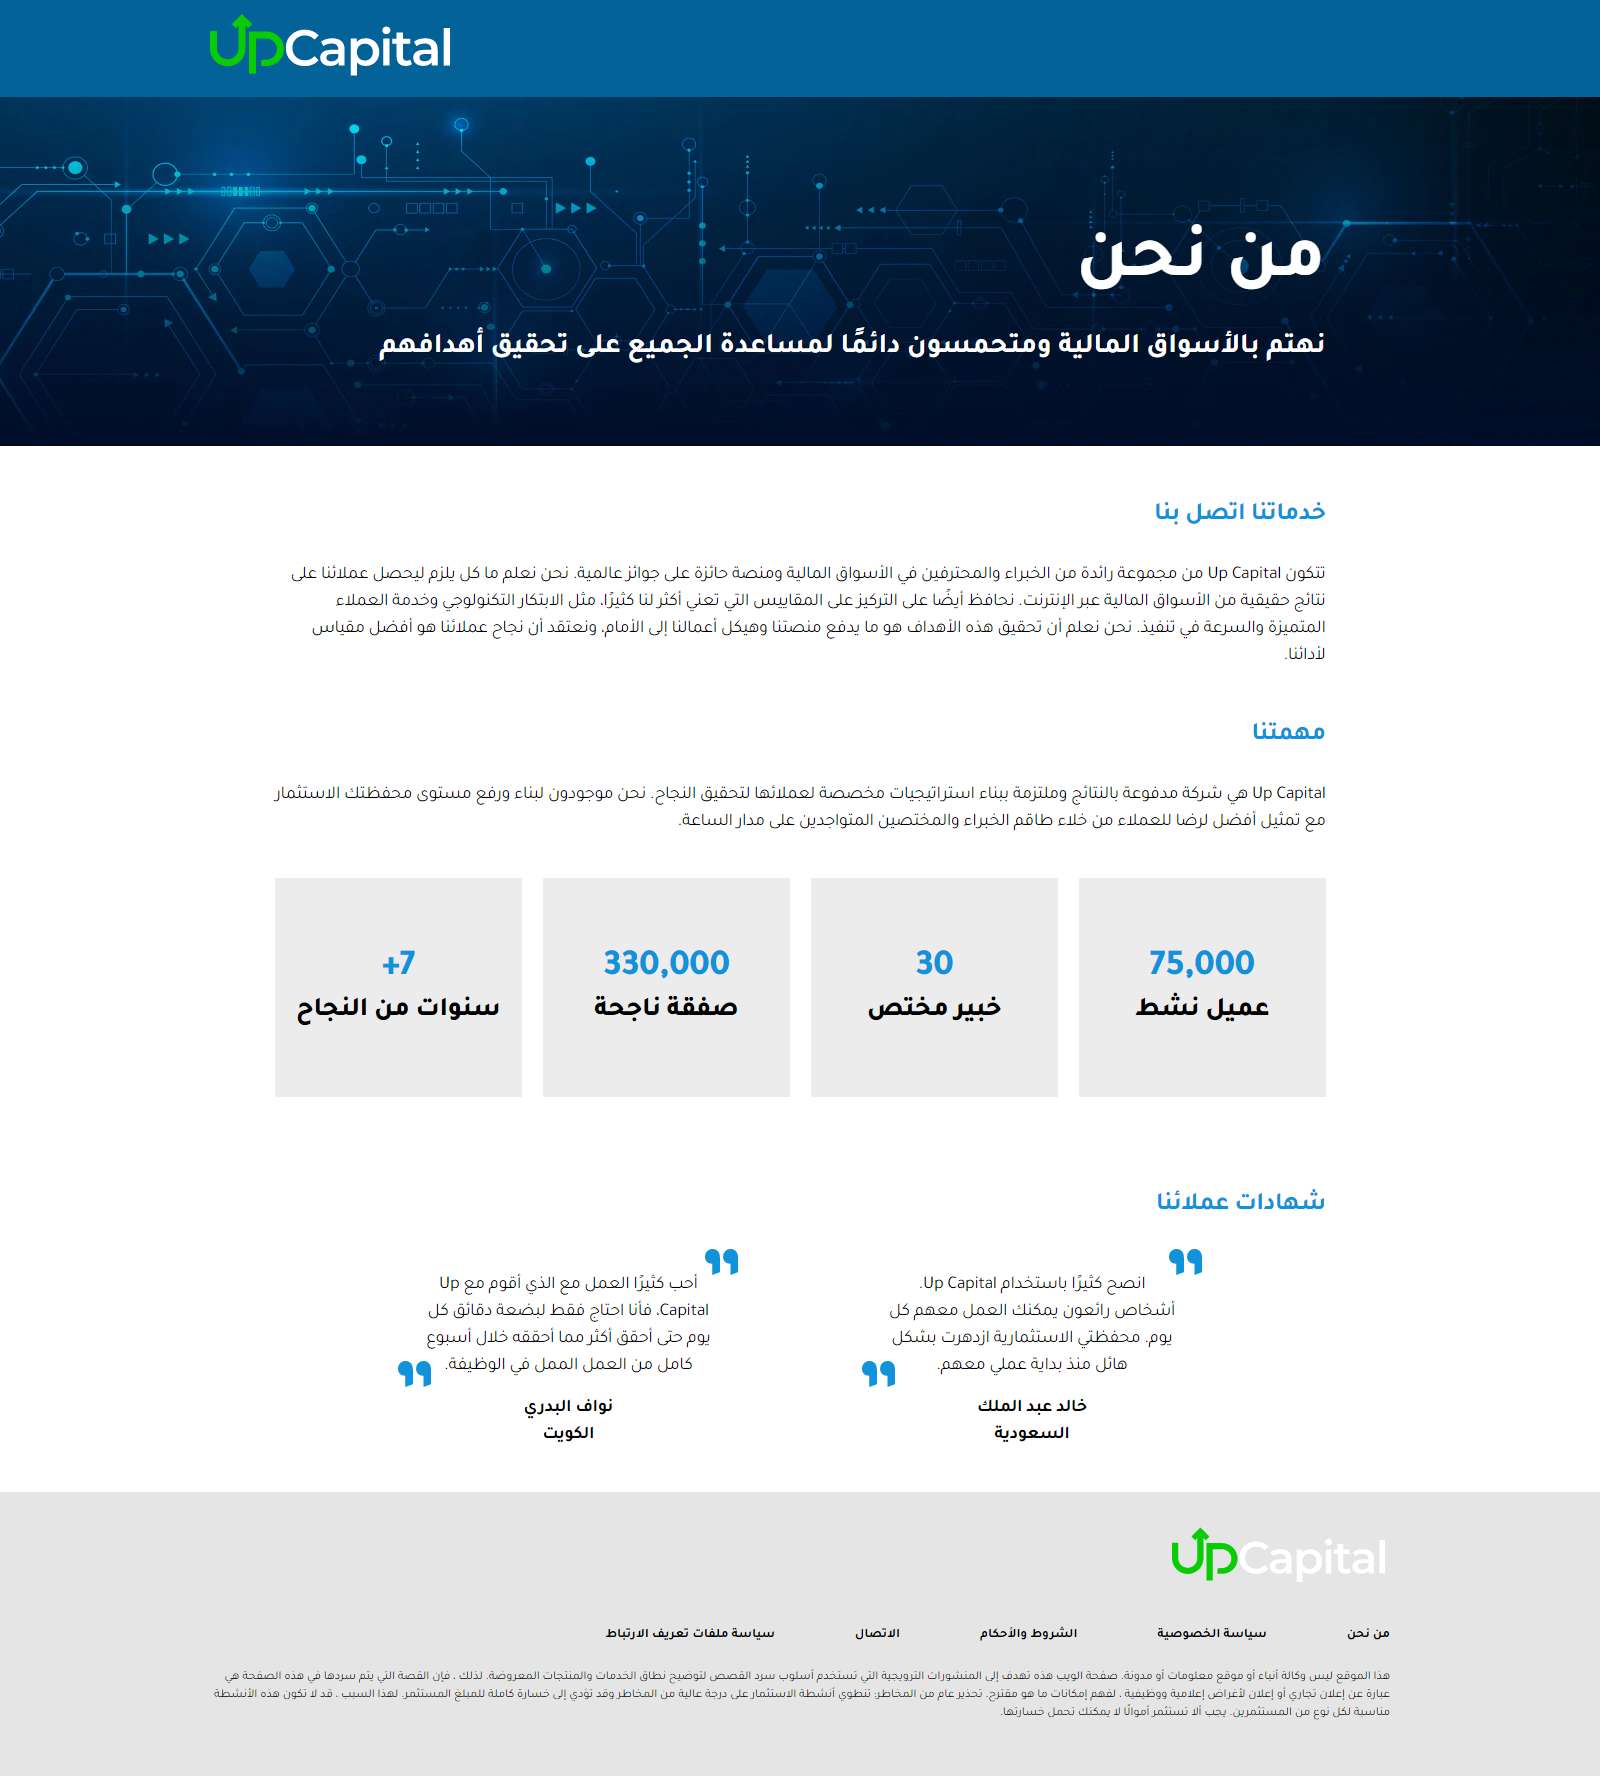 UpCapital
من نحن
نهتم بالأسواق المالية ومتحمسون دائمًا لمساعدة الجميع على تحقيق أهدافهم
خدماتنا اتصل بنا
تتكون Up Capital من مجموعة رائدة من الخبراء والمحترفين في الأسواق المالية ومنصة حائزة على جوائز عالمية. نحن نعلم ما كل يلزم ليحصل عملائنا على
نتائج حقيقية من الأسواق المالية عبر الإنترنت. نحافظ أيضًا على التركيز على المقاييس التي تعني أكثر لنا كثيرًا، مثل الابتكار التكنولوجي وخدمة العملاء
المتميزة والسرعة في تنفيذ. نحن نعلم أن تحقيق هذه الأهداف هو ما يدفع منصتنا وهيكل أعمالنا إلى الأمام، ونعتقد أن نجاح عملائنا هو أفضل مقياس
لأدائنا.
مهمتنا
Up Capital هي شركة مدفوعة بالنتائج وملتزمة ببناء استراتيجيات مخصصة لعملائها لتحقيق النجاح. نحن موجودون لبناء ورفع مستوى محفظتك الاستثمار
مع تمثيل أفضل لرضا للعملاء من خلاء طاقم الخبراء والمختصين المتواجدين على مدار الساعة.
75,000
عميل نشط
30
خبير مختص
330,000
صفقة ناجحة
+7
سنوات من النجاح
شهادات عملائنا
انصح كثيرًا باستخدام Up Capital.
أشخاص رائعون يمكنك العمل معهم كل
يوم. محفظتي الاستثمارية ازدهرت بشكل
هائل منذ بداية عملي معهم.
خالد عبد الملك
السعودية
أحب كثيرًا العمل مع الذي أقوم مع Up
Capital، فأنا احتاج فقط لبضعة دقائق كل
يوم حتى أحقق أكثر مما أحققه خلال أسبوع
كامل من العمل الممل في الوظيفة.
نواف البدري
الكويت
UpCapital
من نحن
سياسة الخصوصية
الشروط والأحكام
الاتصال
سياسة ملفات تعريف الارتباط
هذا الموقع ليس وكالة أنباء أو موقع معلومات أو مدونة. صفحة الويب هذه تهدف إلى المنشورات الترويجية التي تستخدم أسلوب سرد القصص لتوضيح نطاق الخدمات والمنتجات المعروضة. لذلك ، فإن القصة التي يتم سردها في هذه الصفحة هي
عبارة عن إعلان تجاري أو إعلان لأغراض إعلامية ووظيفية ، لفهم إمكانات ما هو مقترح. تحذير عام من المخاطر: تنطوي أنشطة الاستثمار على درجة عالية من المخاطر وقد تؤدي إلى خسارة كاملة للمبلغ المستثمر. لهذا السبب ، قد لا تكون هذه الأنشطة
مناسبة لكل نوع من المستثمرين. يجب ألا تستثمر أموالًا لا يمكنك تحمل خسارتها.